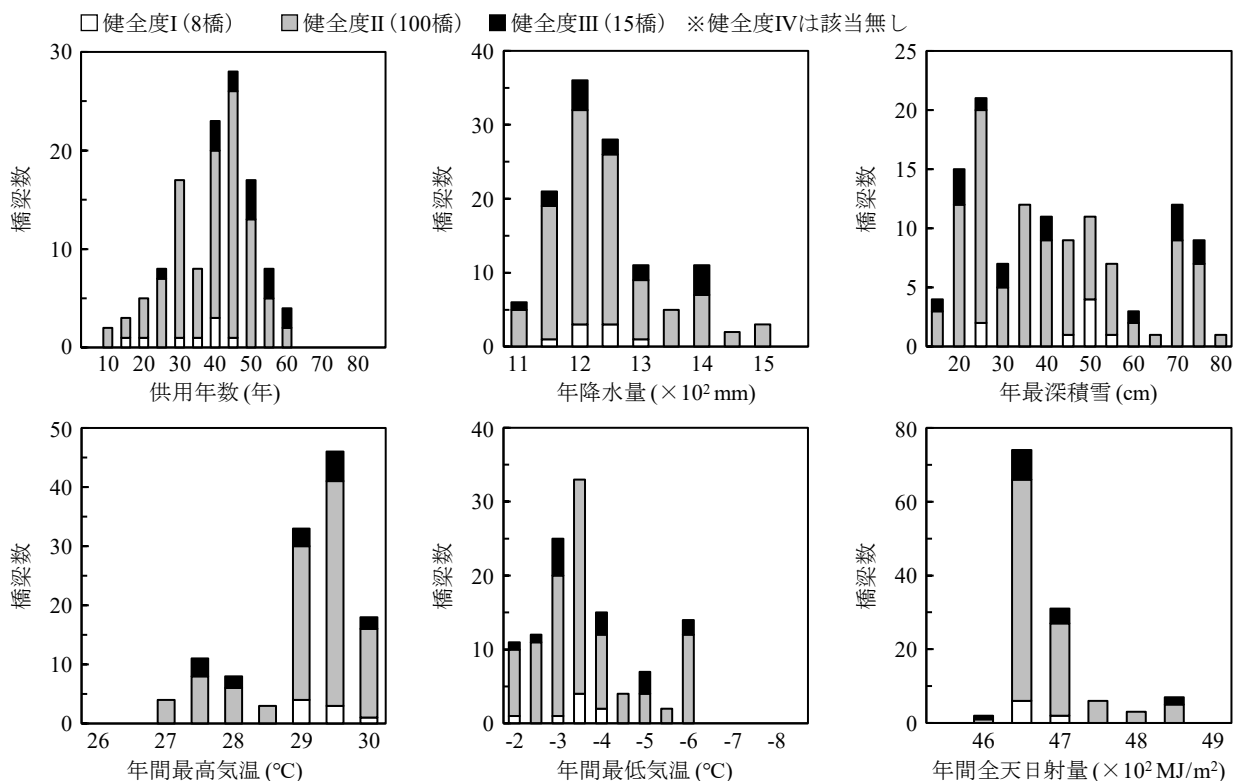 健全度I (8橋) 健全度II (100橋) 健全度III (15橋) ※健全度IVは該当無し
30
20
10
0
橋梁数
10 20 30 40 50 60 70 80
供用年数 (年)
40
30
20
10
0
橋梁数
11 12 13 14 15
年降水量 (×10² mm)
25
20
15
10
5
0
橋梁数
20 30 40 50 60 70 80
年最深積雪 (cm)
50
40
30
20
10
0
橋梁数
26 27 28 29 30
年間最高気温 (℃)
40
30
20
10
0
橋梁数
-2 -3 -4 -5 -6 -7 -8
年間最低気温 (℃)
80
60
40
20
0
橋梁数
46 47 48 49
年間全天日射量 (×10² MJ/m²)